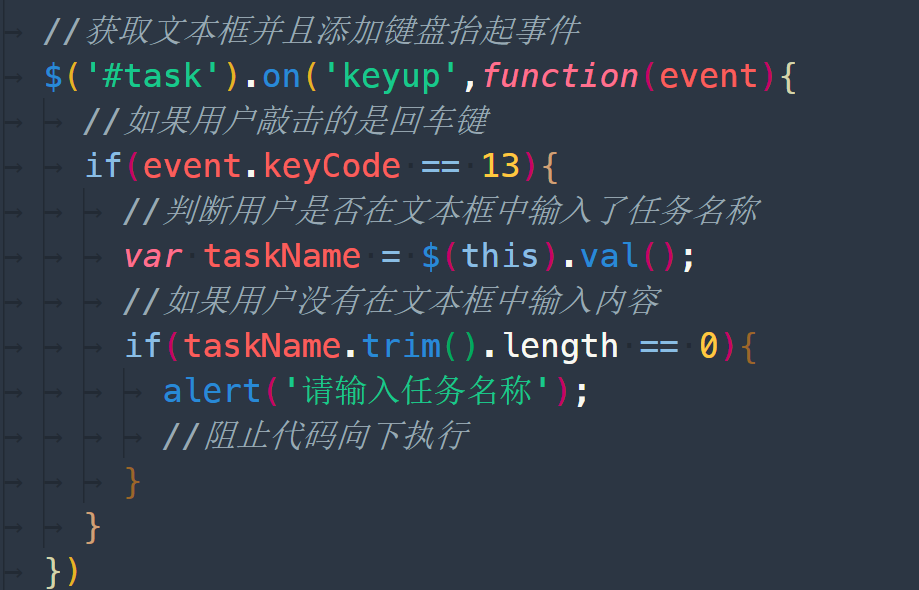 //获取文本框并且添加键盘抬起事件
$('#task').on('keyup',function(event){
//如果用户敲击的是回车键
if(event.keyCode == 13){
//判断用户是否在文本框中输入了任务名称
var taskName = $(this).val();
//如果用户没有在文本框中输入内容
if(taskName.trim().length == 0){
alert('请输入任务名称');
//阻止代码向下执行
}
}
})